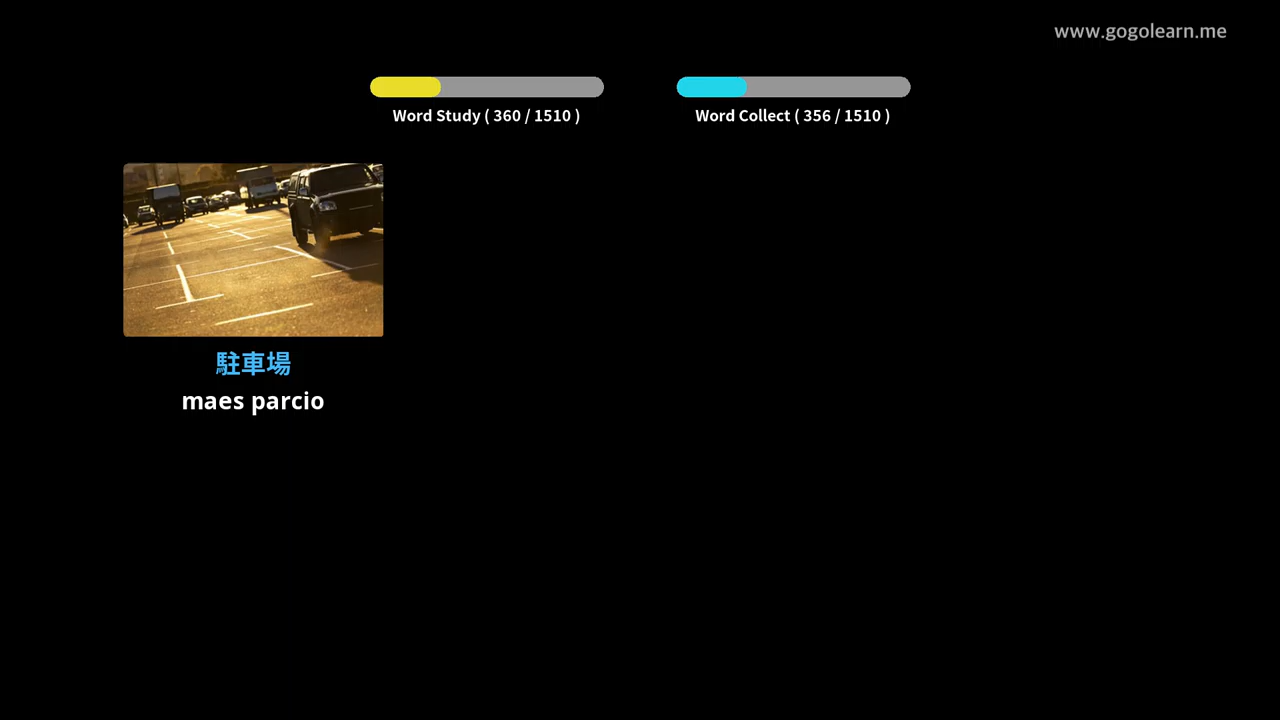 www.gogolearn.me
Word Study ( 360 / 1510 )
Word Collect ( 356 / 1510 )
駐車場
maes parcio